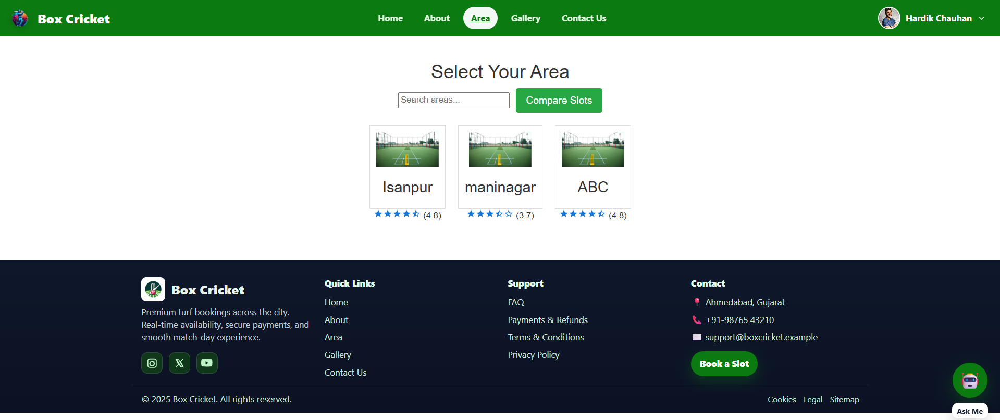 Box Cricket
Home About Area Gallery Contact Us
Hardik Chauhan
Select Your Area
Search areas...
Compare Slots
Isanpur
(4.8)
maninagar
(3.7)
ABC
(4.8)
Box Cricket
Premium turf bookings across the city.
Real-time availability, secure payments, and
smooth match-day experience.
Quick Links
Home
About
Area
Gallery
Contact Us
Support
FAQ
Payments & Refunds
Terms & Conditions
Privacy Policy
Contact
Ahmedabad, Gujarat
+91-98765 43210
support@boxcricket.example
Book a Slot
© 2025 Box Cricket. All rights reserved.
Cookies Legal Sitemap
Ask Me